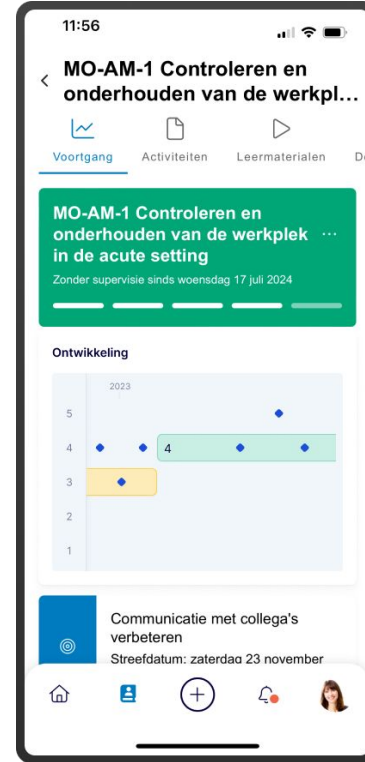 11:56
MO-AM-1 Controleren en
onderhouden van de werkpl...
Voortgang Activiteiten Leermaterialen
MO-AM-1 Controleren en
onderhouden van de werkplek ...
in de acute setting
Zonder supervisie sinds woensdag 17 juli 2024
Ontwikkeling
2023
5
4 4
3
2
1
Communicatie met collega's
verbeteren
Streefdatum: zaterdag 23 november